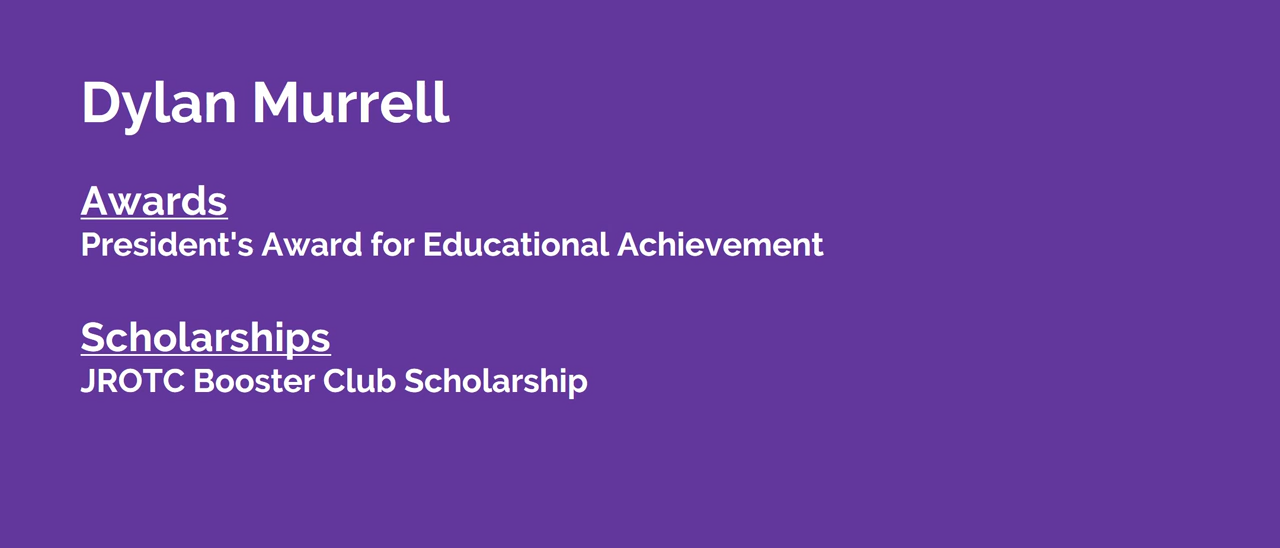 Dylan Murrell
Awards
President's Award for Educational Achievement
Scholarships
JROTC Booster Club Scholarship